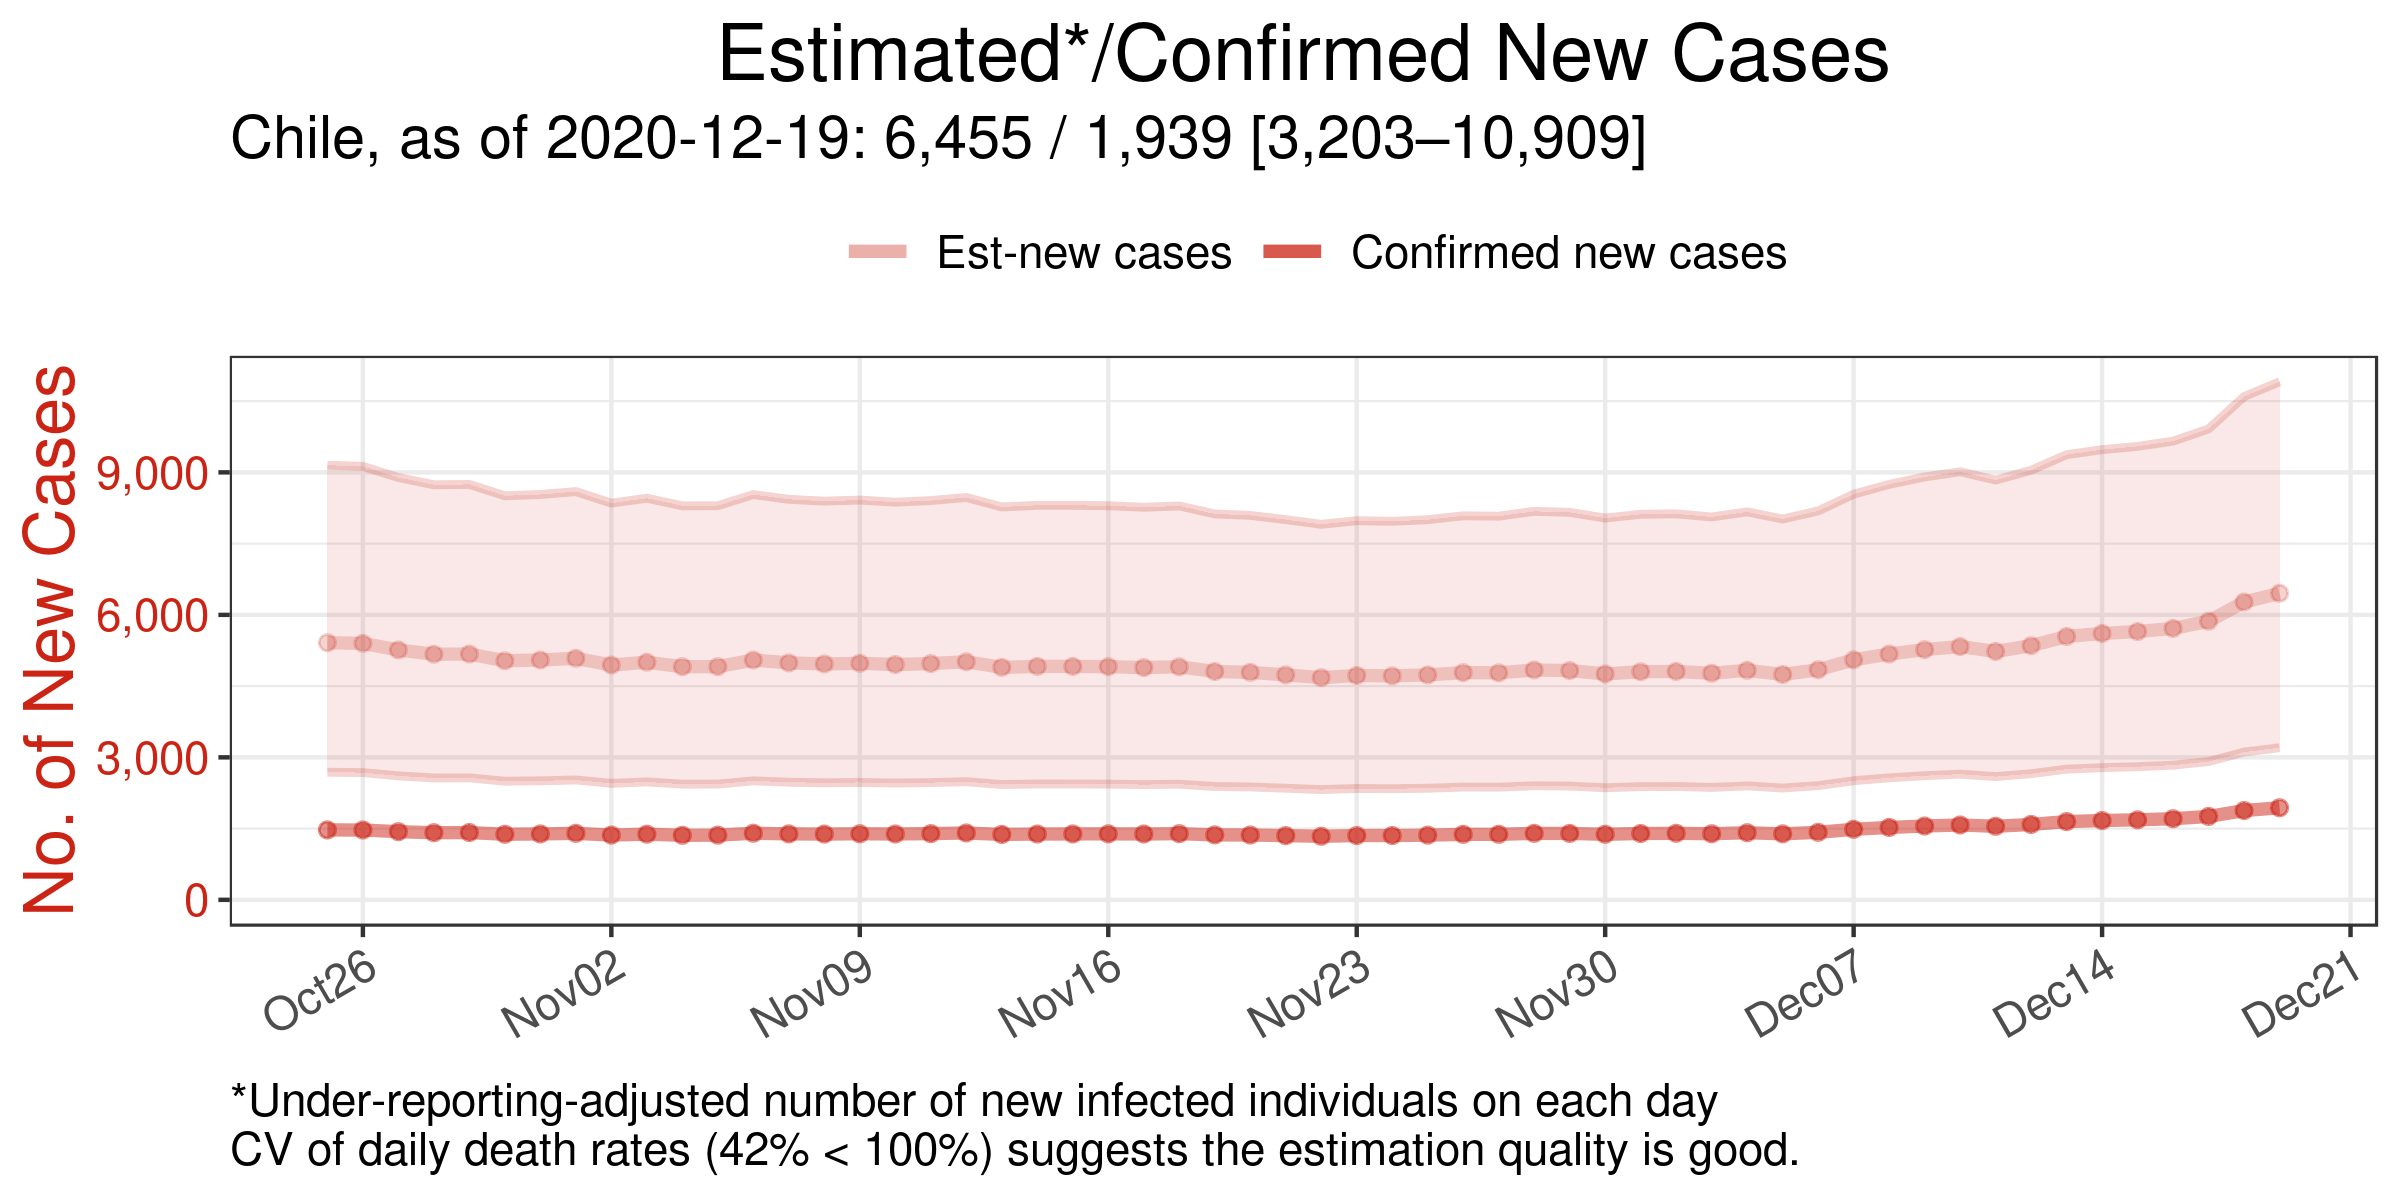 Estimated*/Confirmed New Cases
Chile, as of 2020-12-19: 6,455 / 1,939 [3,203–10,909]
Est-new cases Confirmed new cases
No. of New Cases
9,000
6,000
3,000
0
Oct26 Nov02 Nov09 Nov16 Nov23 Nov30 Dec07 Dec14 Dec21
*Under-reporting-adjusted number of new infected individuals on each day
CV of daily death rates (42% < 100%) suggests the estimation quality is good.